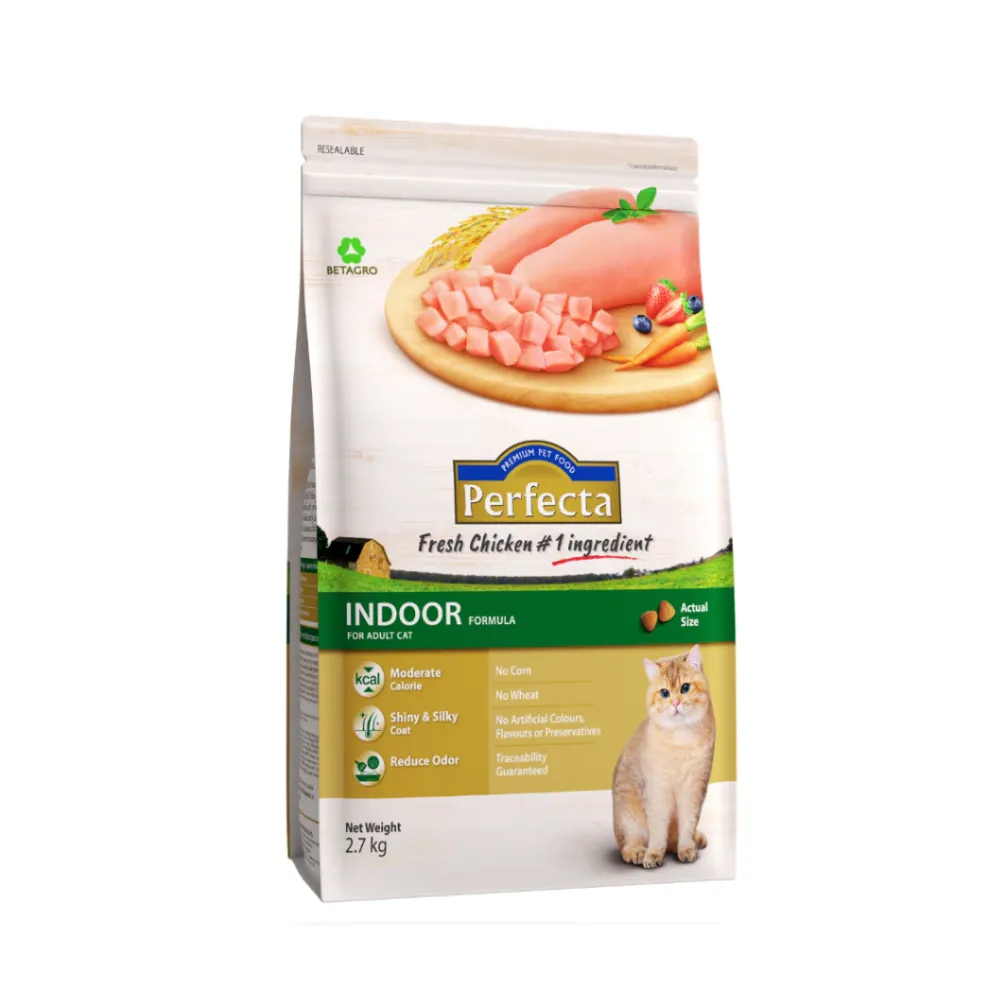 RESEALABLE
BETAGRO
PREMIUM PET FOOD
Perfecta
Fresh Chicken # 1 ingredient
INDOOR FORMULA
FOR ADULT CAT
Actual
Size
kcal
Moderate
Calorie
Shiny & Silky
Coat
Reduce Odor
No Corn
No Wheat
No Artificial Colours,
Flavours or Preservatives
Traceability
Guaranteed
Net Weight
2.7 kg